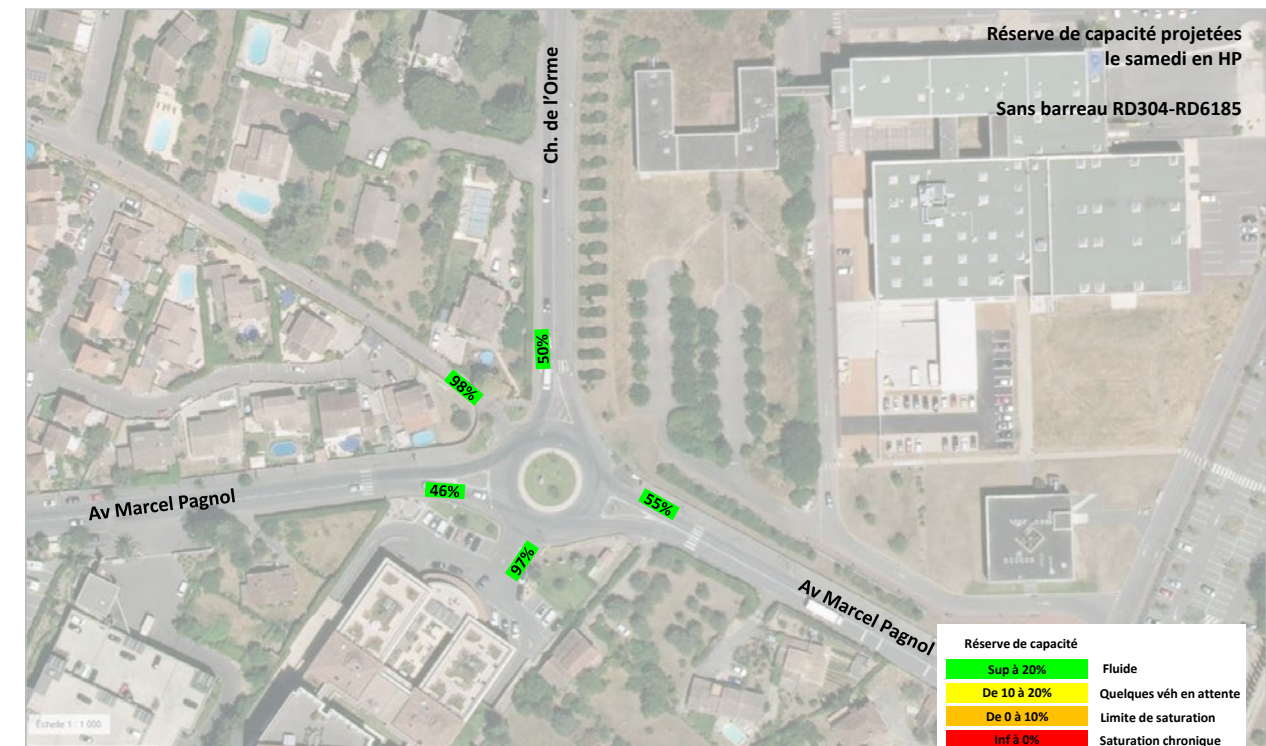 Réserve de capacité projetées
le samedi en HP
Sans barreau RD304-RD6185
Ch. de l'Orme
50%
98%
46%
55%
97%
Av Marcel Pagnol
Av Marcel Pagnol
Réserve de capacité
Sup à 20% Fluide
De 10 à 20% Quelques véh en attente
De 0 à 10% Limite de saturation
Inf à 0% Saturation chronique
Échelle 1 : 1 000